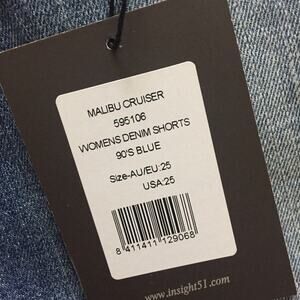 MALIBU CRUISER
595106
WOMENS DENIM SHORTS
90'S BLUE
Size-AU/EU:25
USA:25
8 411411 129068
www.insight51.com